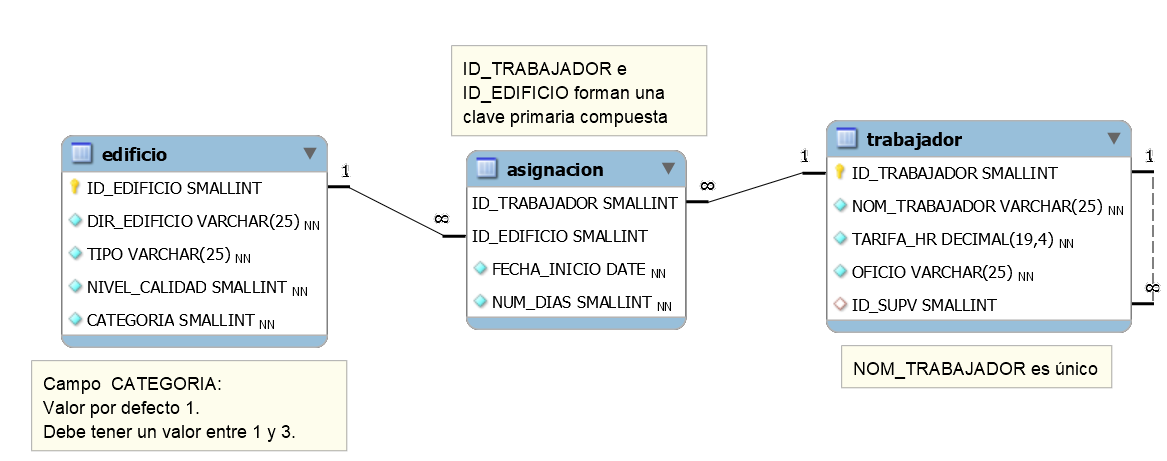 ID_TRABAJADOR e
ID_EDIFICIO forman una
clave primaria compuesta
edificio
ID_EDIFICIO SMALLINT
DIR_EDIFICIO VARCHAR(25) NN
TIPO VARCHAR(25) NN
NIVEL_CALIDAD SMALLINT NN
CATEGORIA SMALLINT NN
1
8
asignacion
ID_TRABAJADOR SMALLINT
ID_EDIFICIO SMALLINT
FECHA_INICIO DATE NN
NUM_DIAS SMALLINT NN
8
1
trabajador
ID_TRABAJADOR SMALLINT
NOM_TRABAJADOR VARCHAR(25) NN
TARIFA_HR DECIMAL(19,4) NN
OFICIO VARCHAR(25) NN
ID_SUPV SMALLINT
1
8
Campo CATEGORIA:
Valor por defecto 1.
Debe tener un valor entre 1 y 3.
NOM_TRABAJADOR es único